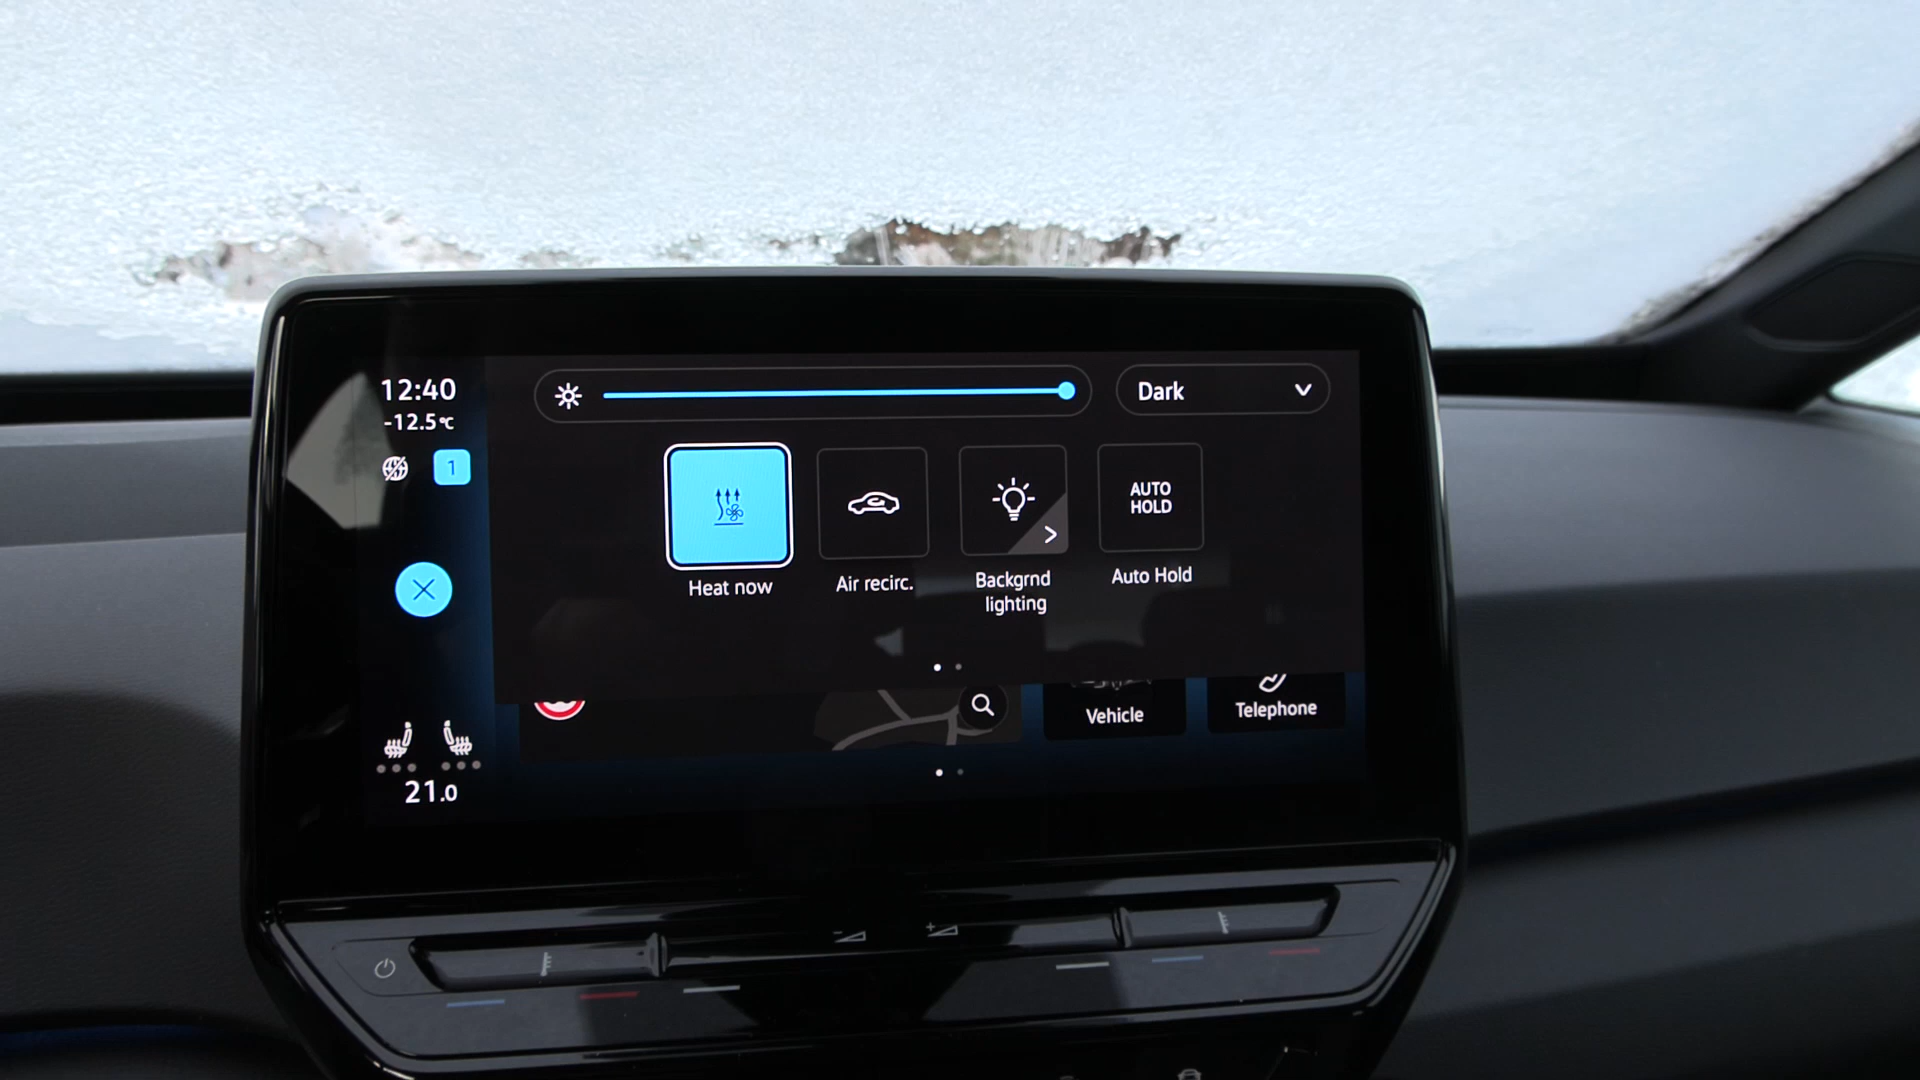 12:40
-12.5°C
1
Dark
Heat now
Air recirc.
AUTO
HOLD
Backgrnd
lighting
Auto Hold
Vehicle
Telephone
21.0